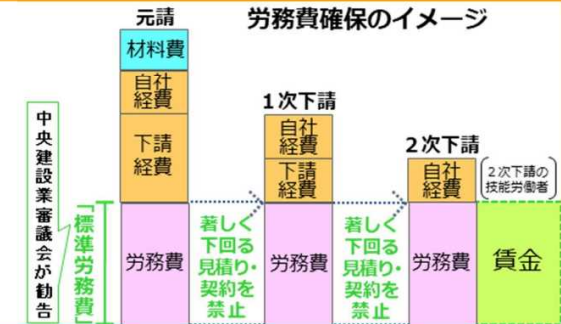 労務費確保のイメージ
元請
材料費
自社
経費
下請
経費
労務費
中央建設業審議会が勧告
「標準労務費」
著しく
下回る
見積り・
契約を
禁止
1次下請
自社
経費
下請
経費
労務費
著しく
下回る
見積り・
契約を
禁止
2次下請
自社
経費
労務費
(2次下請の
技能労働者)
賃金